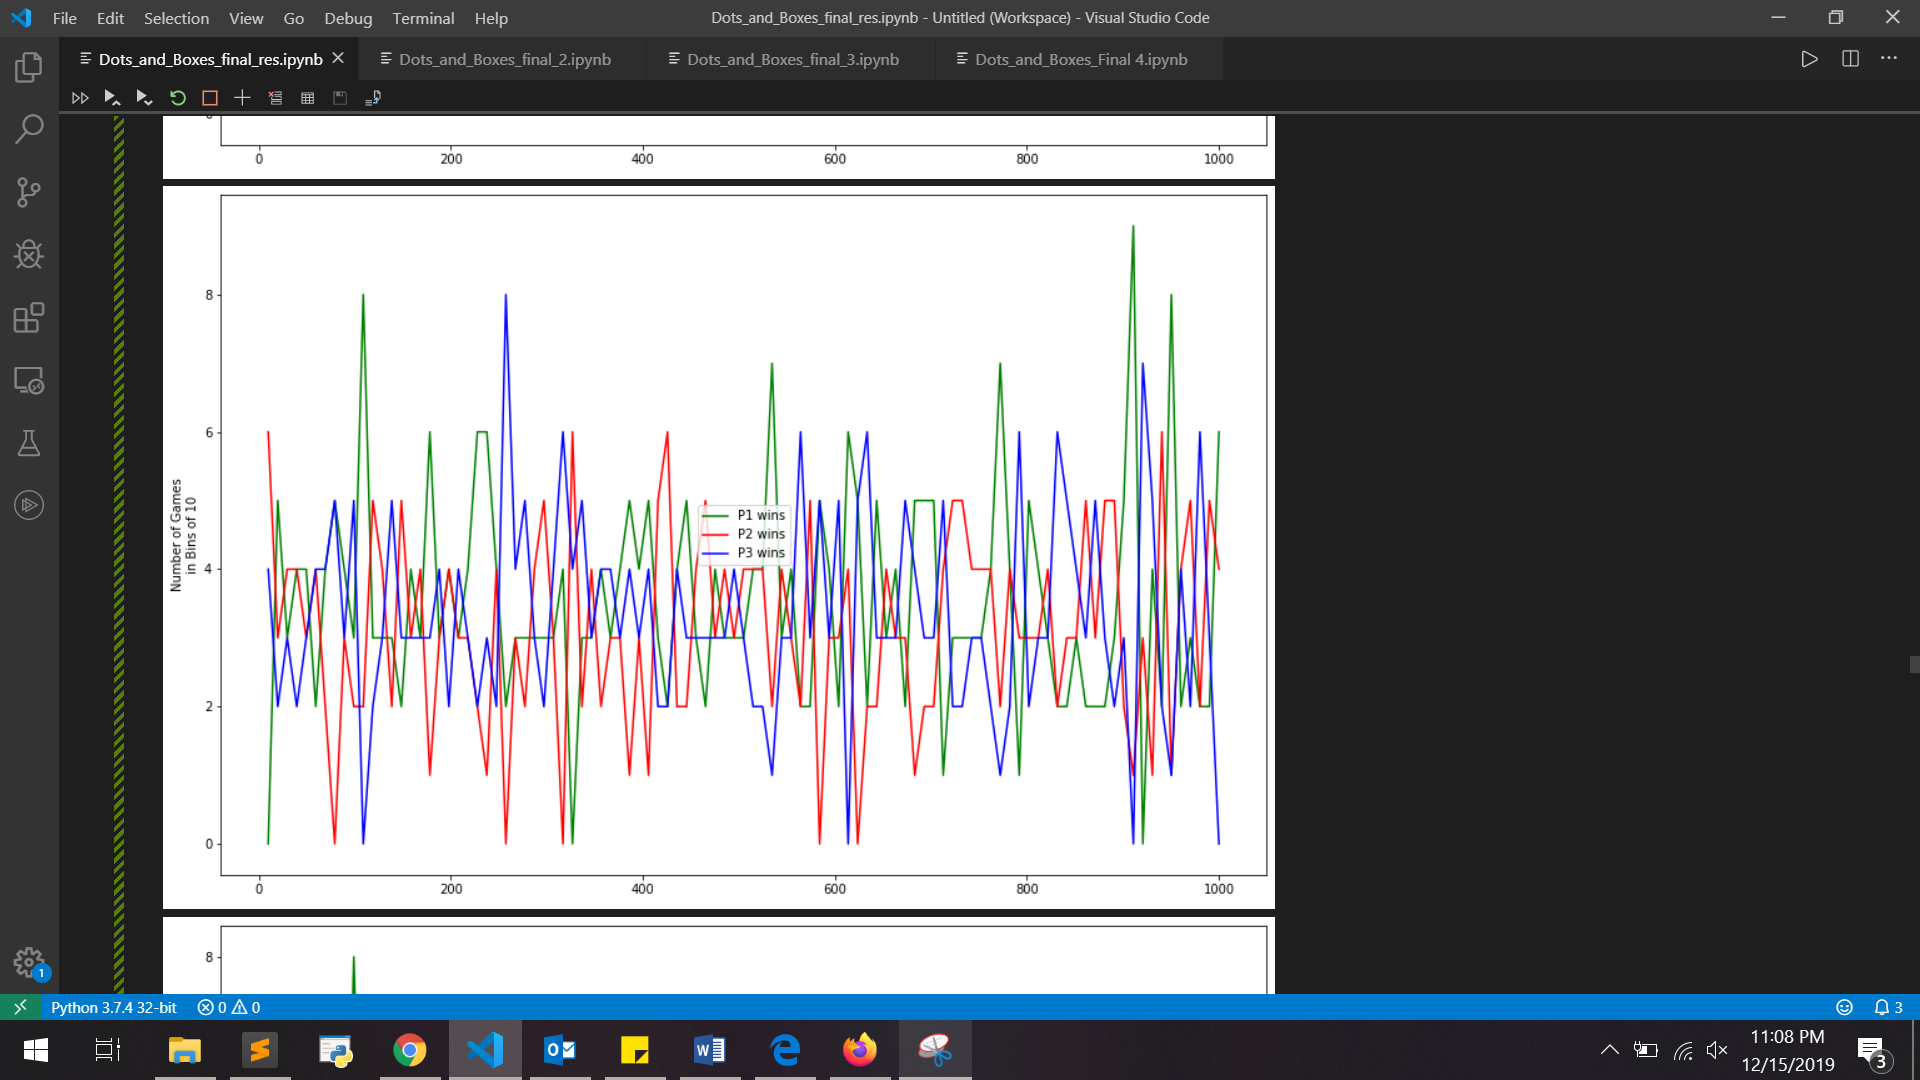 File Edit Selection View Go Debug Terminal Help
Dots_and_Boxes_final_res.ipynb - Untitled (Workspace) - Visual Studio Code
Dots_and_Boxes_final_res.ipynb
Dots_and_Boxes_final_2.ipynb
Dots_and_Boxes_final_3.ipynb
Dots_and_Boxes_Final 4.ipynb
0 200 400 600 800 1000
8
6
4
2
0
Number of Games
in Bins of 10
P1 wins
P2 wins
P3 wins
0 200 400 600 800 1000
8
1
Python 3.7.4 32-bit 0 0
3
11:08 PM
12/15/2019
3